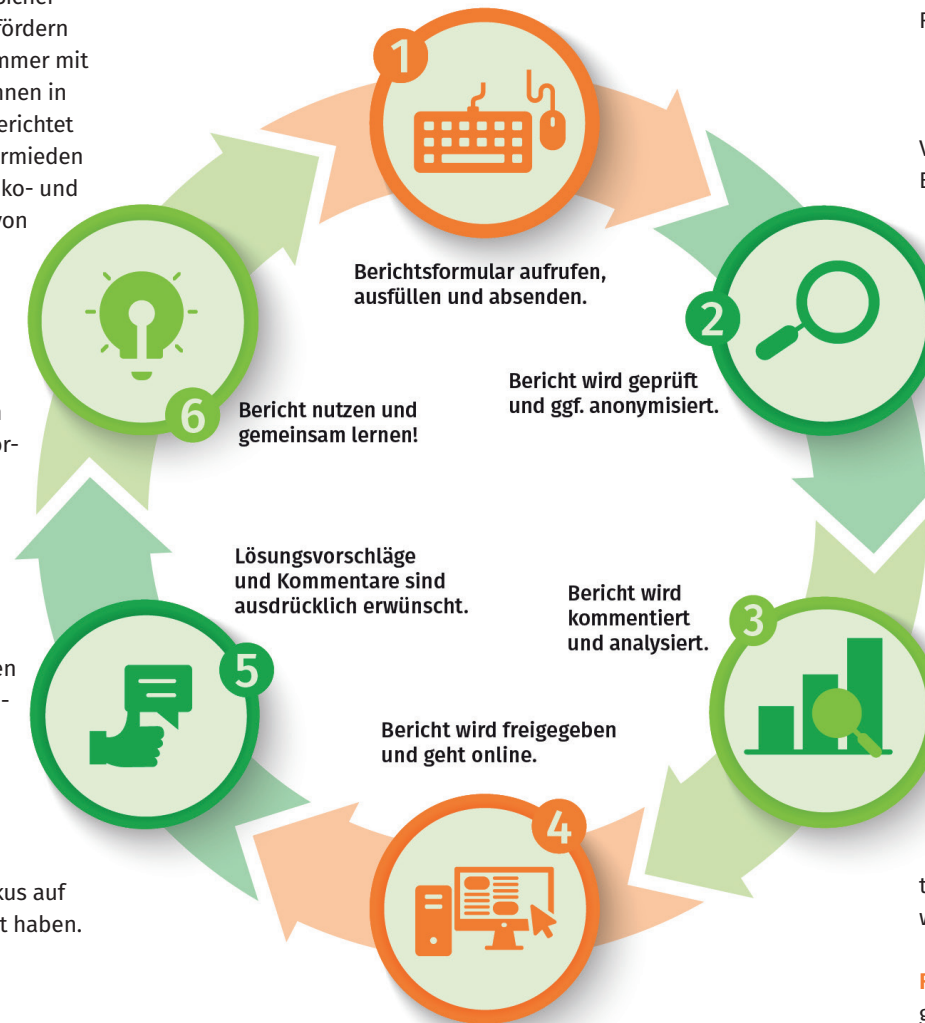 fördern
mmer mit
nnen in
erichtet
rmieden
ko- und
von
1
Berichtsformular aufrufen,
ausfüllen und absenden.
2
Bericht wird geprüft
und ggf. anonymisiert.
3
Bericht wird
kommentiert
und analysiert.
4
Bericht wird freigegeben
und geht online.
5
Lösungsvorschläge
und Kommentare sind
ausdrücklich erwünscht.
6
Bericht nutzen und
gemeinsam lernen!
or-
en
-
kus auf
t haben.